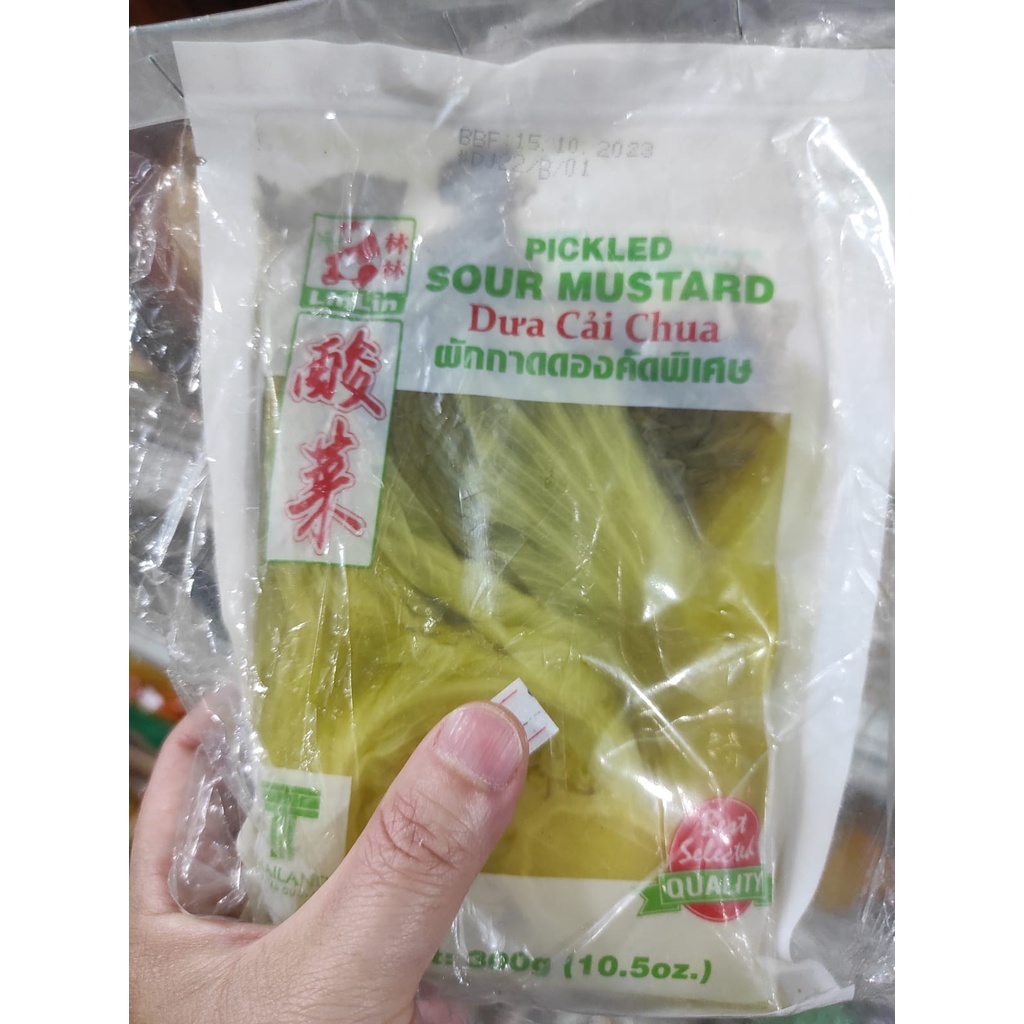 BBF 15.10.2023
林林
Lin Lin
酸菜
PICKLED
SOUR MUSTARD
Dưa Cải Chua
ผักกาดดองคัดพิเศษ
Best
Selected
QUALITY
300g (10.5oz.)